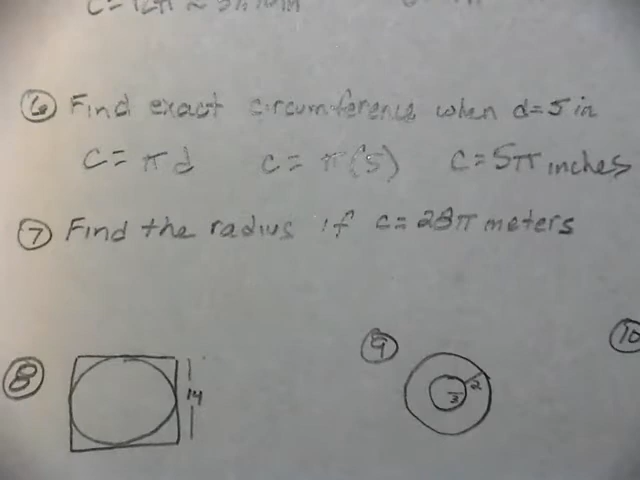 6 Find exact circumference when d=5 in
C = πd C = π(5) C = 5π inches
7 Find the radius if C = 28π meters
8
14
9
2
3
10